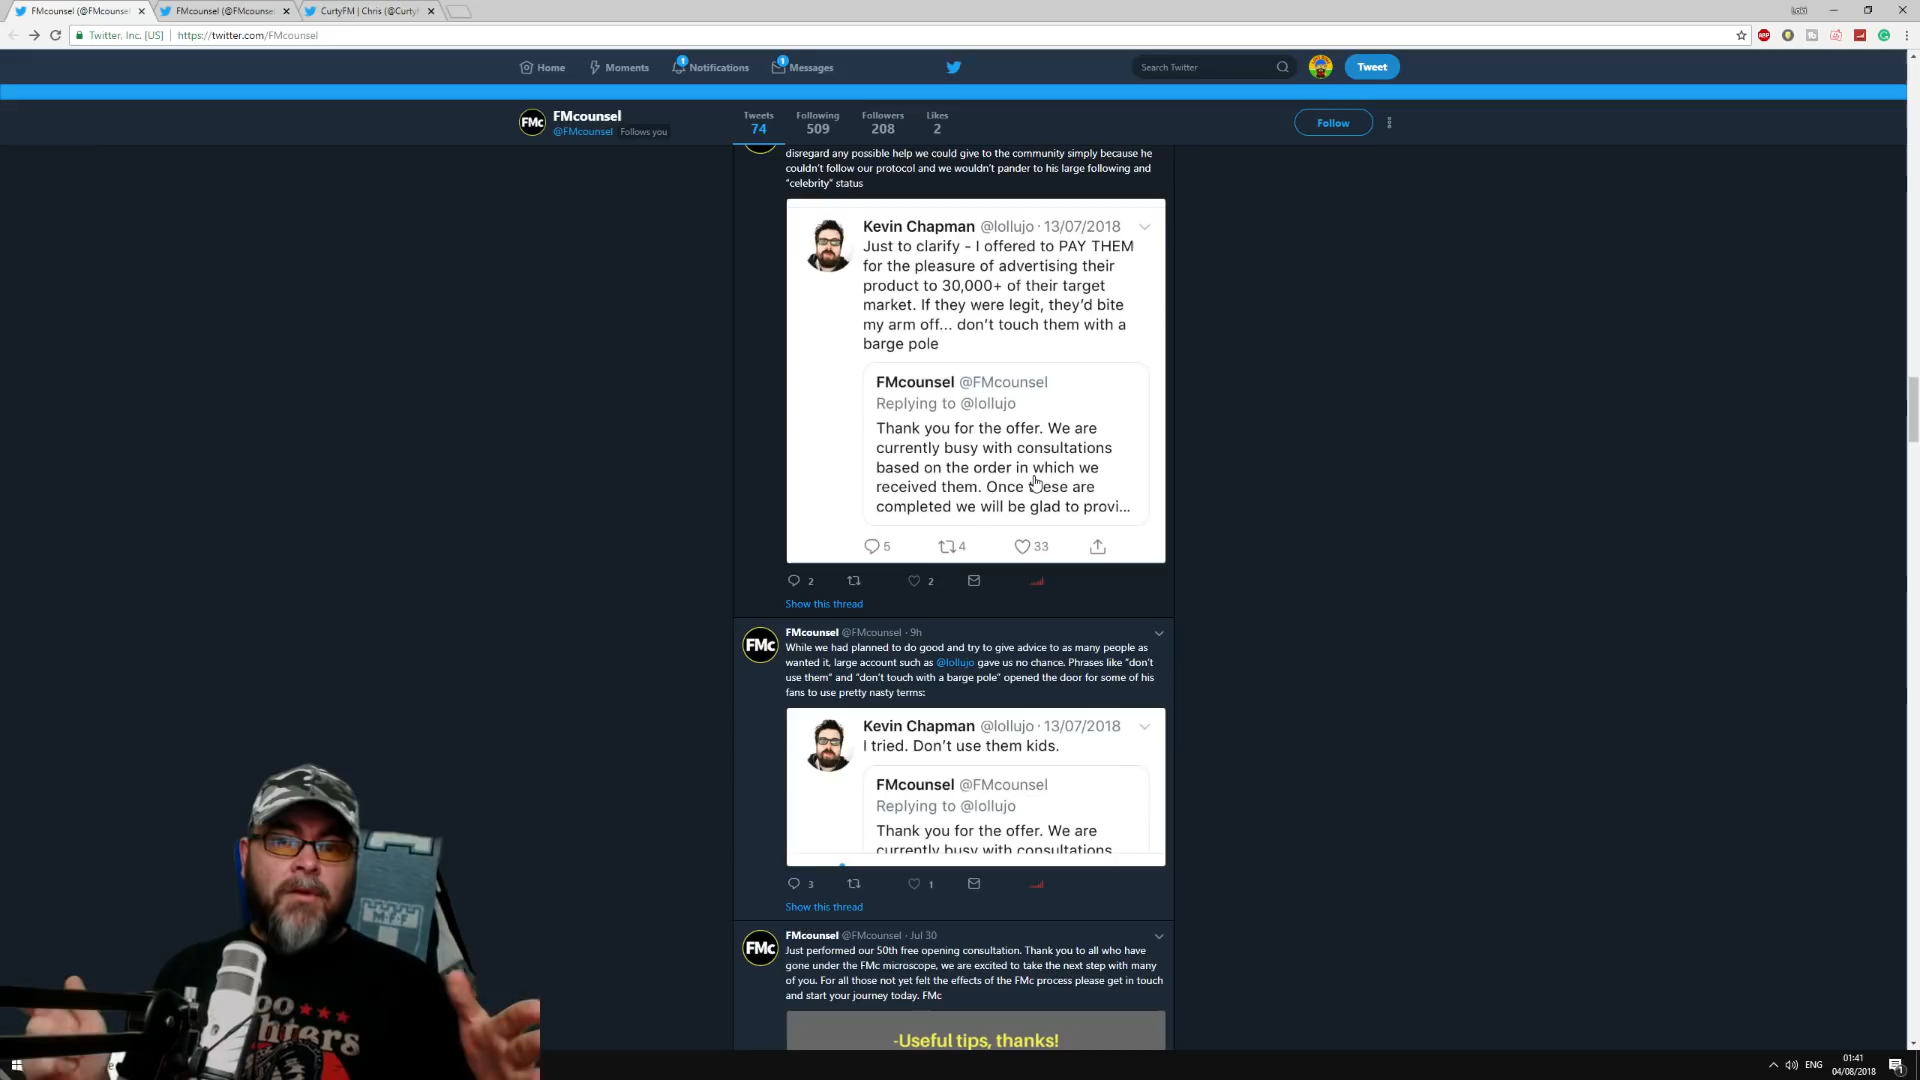 FMcounsel (@FMcounsel
FMcounsel (@FMcounse
CurtyFM | Chris (@Curty
Loki
Twitter, Inc. [US]
https://twitter.com/FMcounsel
Home
Moments
1
Notifications
1
Messages
Search Twitter
Tweet
FMc
FMcounsel
@FMcounsel Follows you
Tweets
74
Following
509
Followers
208
Likes
2
Follow
disregard any possible help we could give to the community simply because he
couldn't follow our protocol and we wouldn't pander to his large following and
"celebrity" status
Kevin Chapman @lollujo · 13/07/2018
Just to clarify - I offered to PAY THEM
for the pleasure of advertising their
product to 30,000+ of their target
market. If they were legit, they'd bite
my arm off... don't touch them with a
barge pole
FMcounsel @FMcounsel
Replying to @lollujo
Thank you for the offer. We are
currently busy with consultations
based on the order in which we
received them. Once these are
completed we will be glad to provi...
5
4
33
2
2
Show this thread
FMc
FMcounsel @FMcounsel · 9h
While we had planned to do good and try to give advice to as many people as
wanted it, large account such as @lollujo gave us no chance. Phrases like "don't
use them" and "don't touch with a barge pole" opened the door for some of his
fans to use pretty nasty terms:
Kevin Chapman @lollujo · 13/07/2018
I tried. Don't use them kids.
FMcounsel @FMcounsel
Replying to @lollujo
Thank you for the offer. We are
currently busy with consultations
3
1
Show this thread
FMc
FMcounsel @FMcounsel · Jul 30
Just performed our 50th free opening consultation. Thank you to all who have
gone under the FMc microscope, we are excited to take the next step with many
of you. For all those not yet felt the effects of the FMc process please get in touch
and start your journey today. FMc
-Useful tips, thanks!
M·F·F
ENG
01:41
04/08/2018